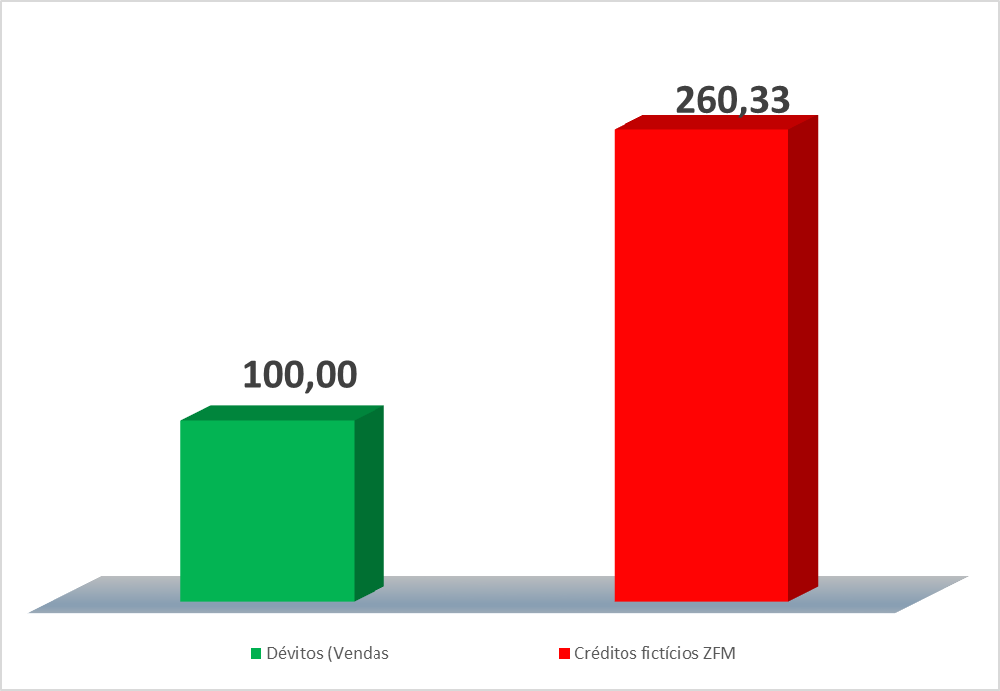 260,33
100,00
Dévitos (Vendas
Créditos fictícios ZFM